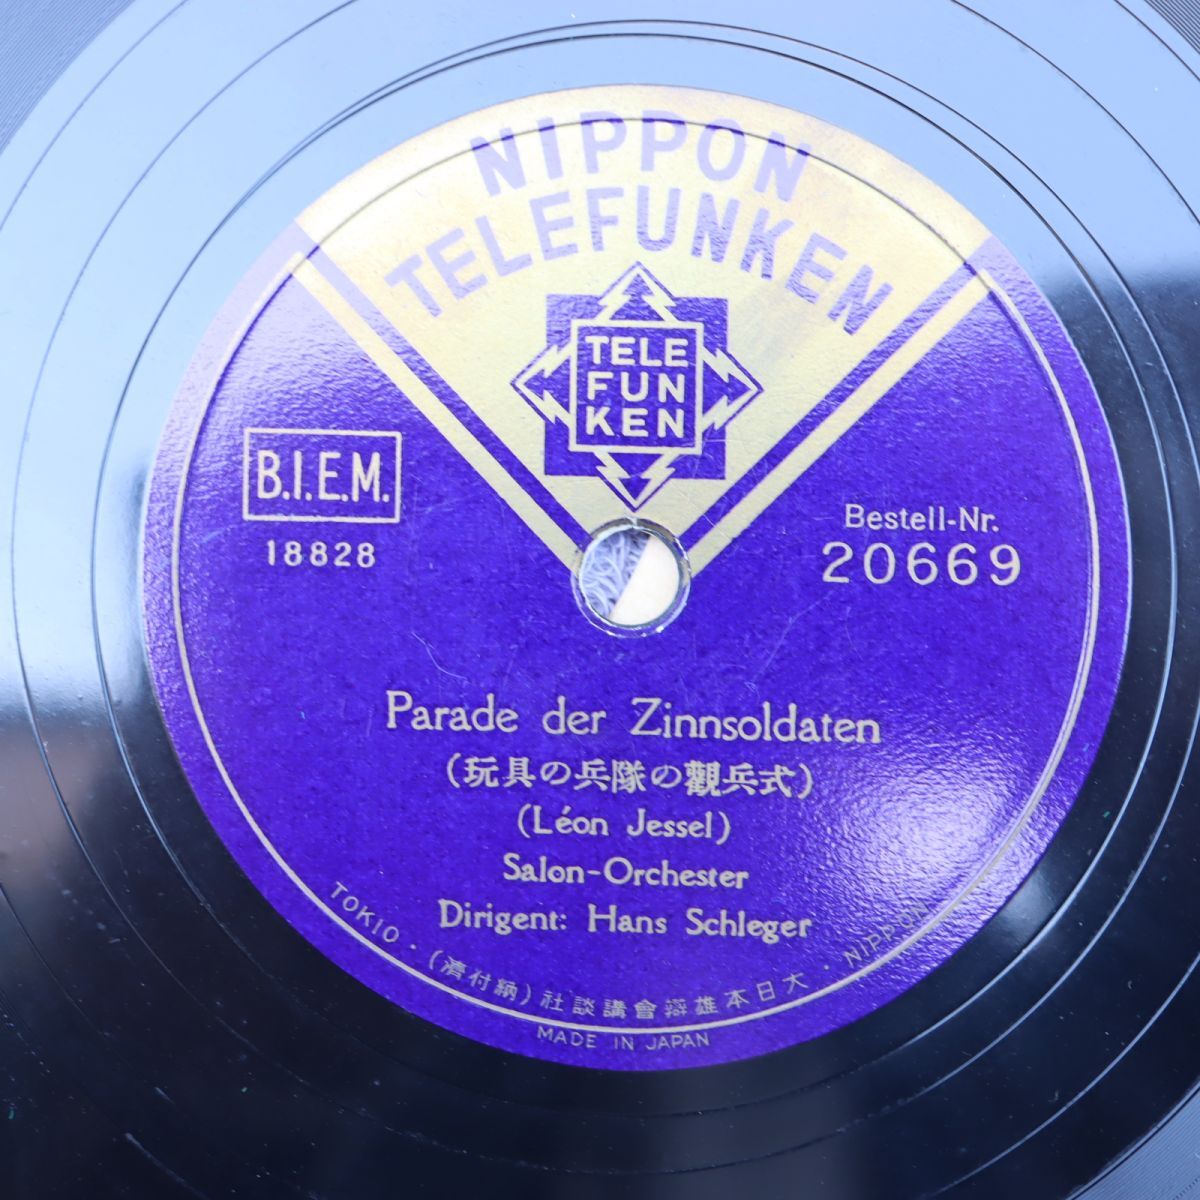 NIPPON
TELEFUNKEN
TELE
FUN
KEN
B.I.E.M.
18828
Bestell-Nr.
20669
Parade der Zinnsoldaten
(玩具の兵隊の觀兵式)
(Léon Jessel)
Salon-Orchester
Dirigent: Hans Schleger
NIPPON · 大日本雄辯會講談社 (納付濟) · TOKIO
MADE IN JAPAN